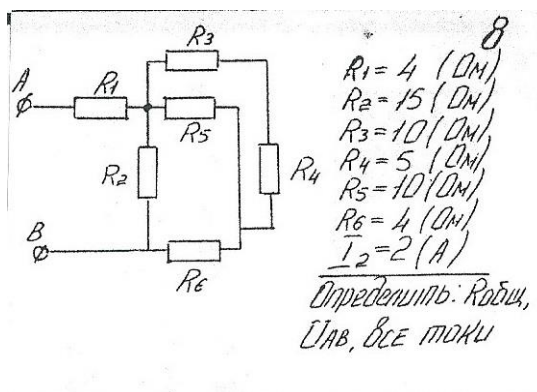 8
R3
A
R1
R5
R2
R4
B
R6
R1 = 4 (Ом)
R2 = 15 (Ом)
R3 = 10 (Ом)
R4 = 5 (Ом)
R5 = 10 (Ом)
R6 = 4 (Ом)
I2 = 2 (А)
Определить: Rобщ,
UАВ, все токи